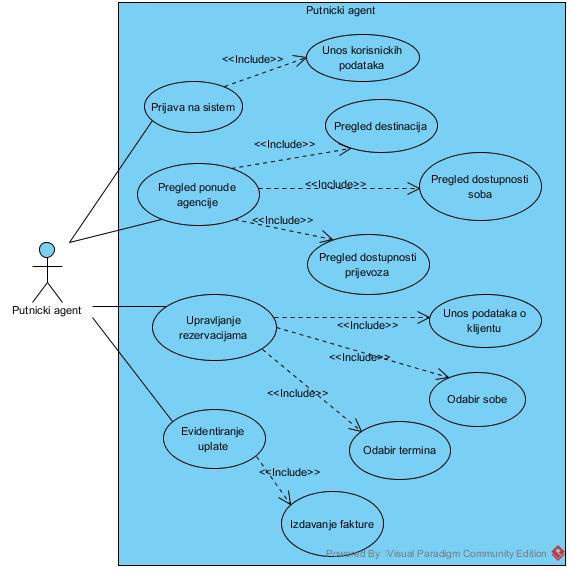 Putnicki agent
<<Include>>
Unos korisnickih
podataka
Prijava na sistem
<<Include>>
Pregled destinacija
Pregled ponude
agencije
<<Include>>
Pregled dostupnosti
soba
<<Include>>
Pregled dostupnosti
prijevoza
Putnicki agent
Upravljanje
rezervacijama
<<Include>>
Unos podataka o
klijentu
<<Include>>
Odabir sobe
<<Include>>
Odabir termina
Evidentiranje
uplate
<<Include>>
Izdavanje fakture
Powered By Visual Paradigm Community Edition